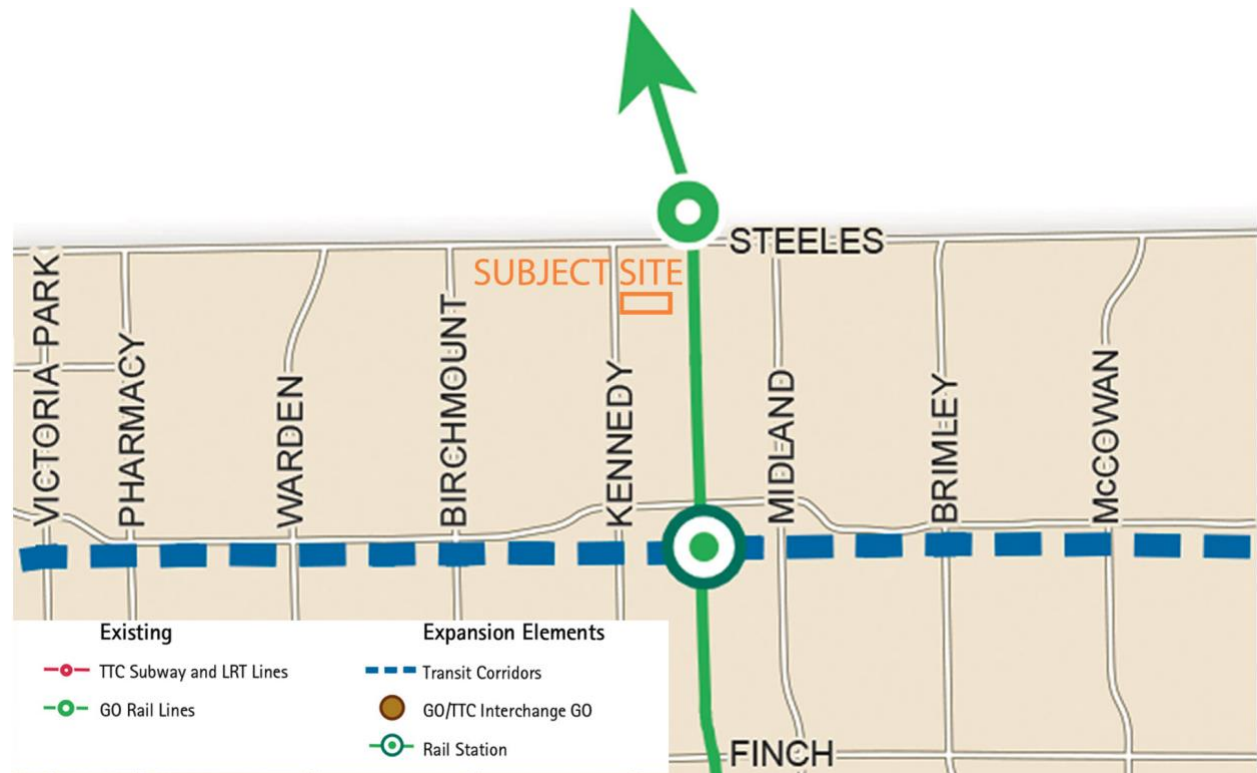 STEELES
SUBJECT SITE
VICTORIA PARK
PHARMACY
WARDEN
BIRCHMOUNT
KENNEDY
MIDLAND
BRIMLEY
McCOWAN
Existing
TTC Subway and LRT Lines
GO Rail Lines
Expansion Elements
Transit Corridors
GO/TTC Interchange GO
Rail Station
FINCH